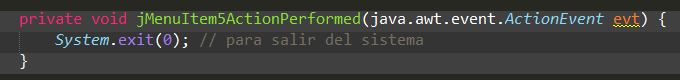 private void jMenuItem5ActionPerformed(java.awt.event.ActionEvent evt) {
System.exit(0); // para salir del sistema
}